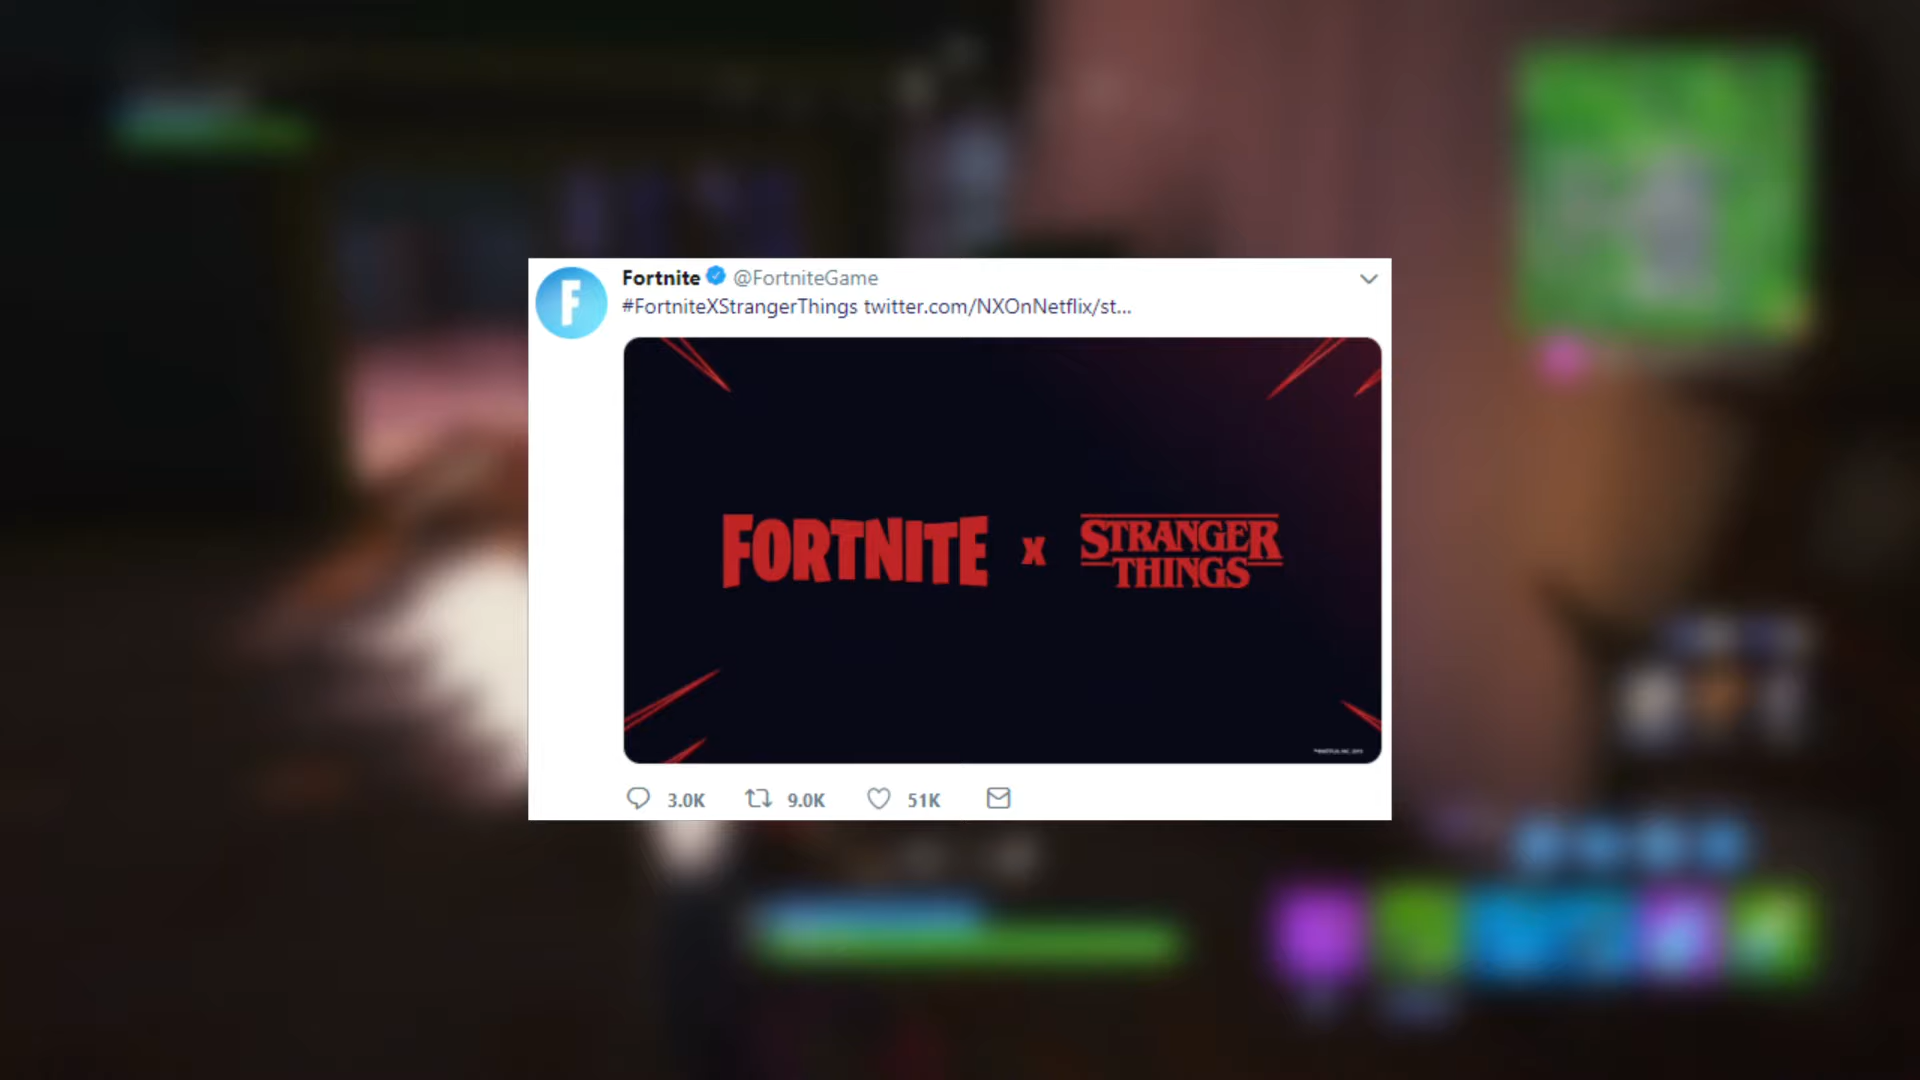 Fortnite @FortniteGame
#FortniteXStrangerThings twitter.com/NXOnNetflix/st...
FORTNITE x STRANGER THINGS
3.0K 9.0K 51K